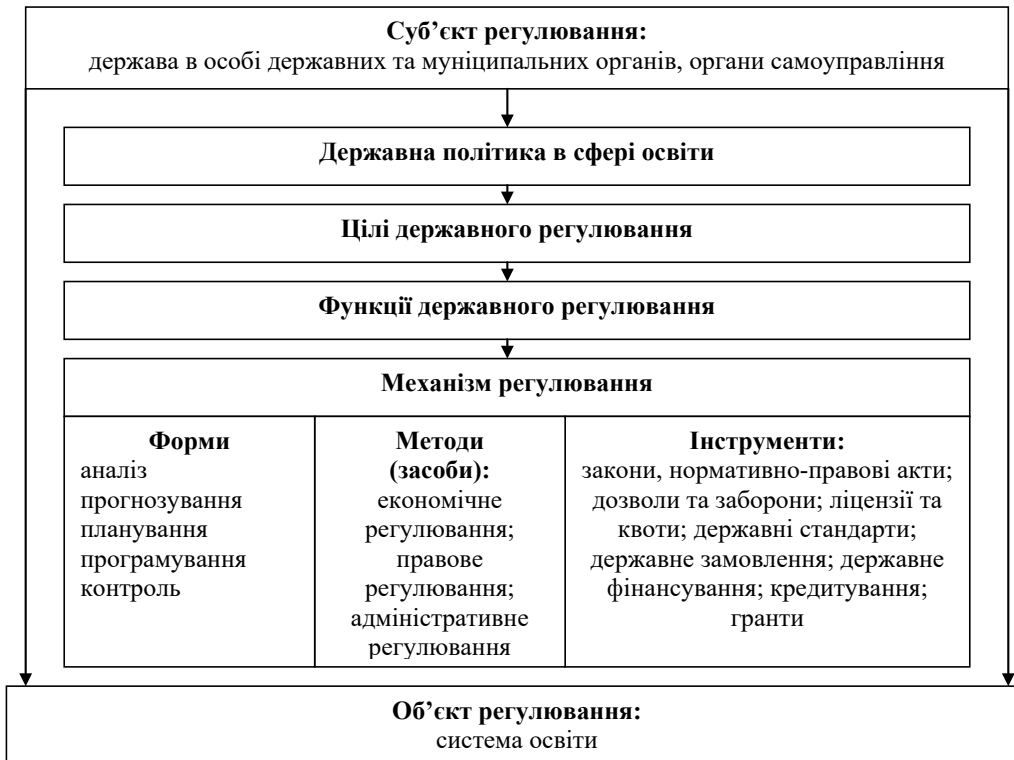 Суб’єкт регулювання:
держава в особі державних та муніципальних органів, органи самоуправління
Державна політика в сфері освіти
Цілі державного регулювання
Функції державного регулювання
Механізм регулювання
Форми
аналіз
прогнозування
планування
програмування
контроль
Методи
(засоби):
економічне
регулювання;
правове
регулювання;
адміністративне
регулювання
Інструменти:
закони, нормативно-правові акти;
дозволи та заборони; ліцензії та
квоти; державні стандарти;
державне замовлення; державне
фінансування; кредитування;
гранти
Об’єкт регулювання:
система освіти